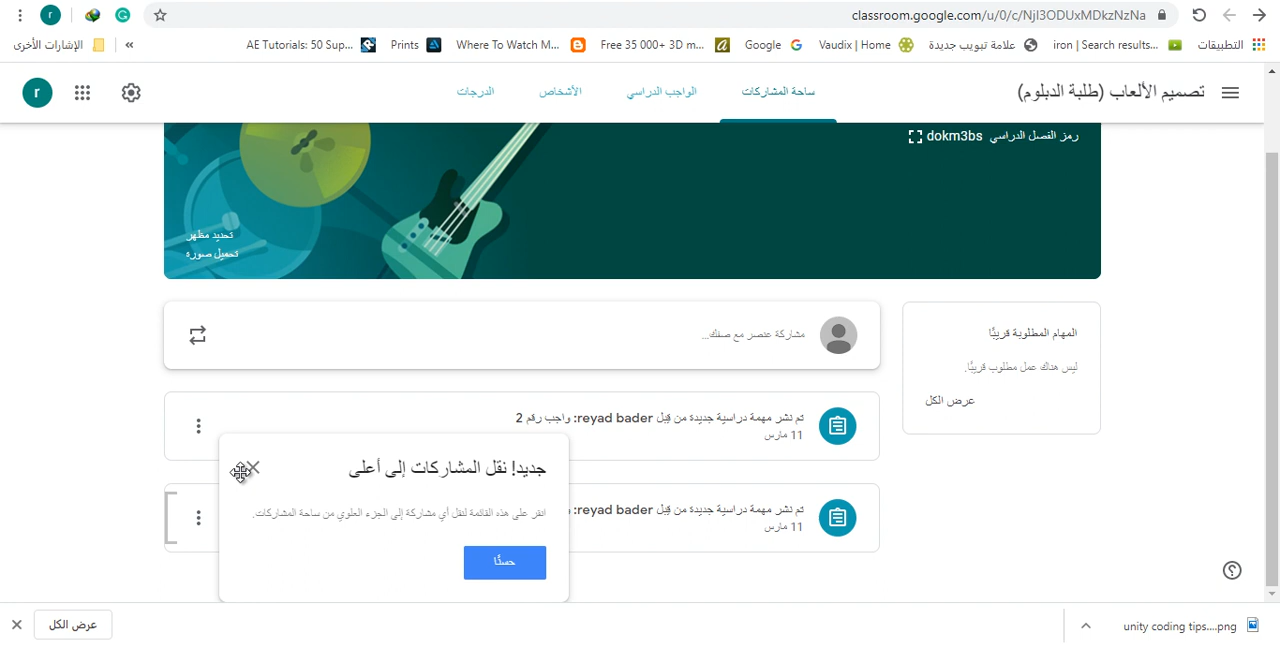 classroom.google.com/u/0/c/NjI3ODUxMDkzNzNa
التطبيقات
iron | Search results...
علامة تبويب جديدة
Vaudix | Home
Google
Free 35 000+ 3D m...
Where To Watch M...
Prints
AE Tutorials: 50 Sup...
»
الإشارات الأخرى
تصميم الألعاب (طلبة الدبلوم)
ساحة المشاركات
الواجب الدراسي
الأشخاص
الدرجات
r
رمز الفصل الدراسي dokm3bs
تحديد مظهر
تحميل صورة
المهام المطلوبة قريبًا
ليس هناك عمل مطلوب قريبًا.
عرض الكل
مشاركة عنصر مع صفك...
تم نشر مهمة دراسية جديدة من قِبل reyad bader: واجب رقم 2
11 مارس
تم نشر مهمة دراسية جديدة من قِبل reyad bader:
11 مارس
جديد! نقل المشاركات إلى أعلى
انقر على هذه القائمة لنقل أي مشاركة إلى الجزء العلوي من ساحة المشاركات.
حسنًا
unity coding tips....png
عرض الكل